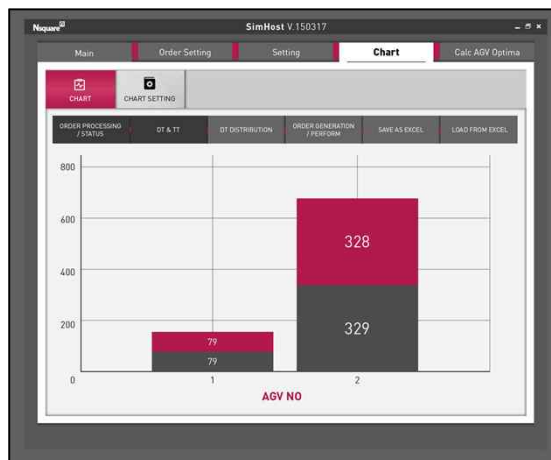 Nsquare
SimHost V.150317
Main
Order Setting
Setting
Chart
Calc AGV Optima
CHART
CHART SETTING
ORDER PROCESSING
/ STATUS
DT & TT
DT DISTRIBUTION
ORDER GENERATION
/ PERFORM
SAVE AS EXCEL
LOAD FROM EXCEL
800
600
400
200
0
328
329
79
79
1
2
AGV NO